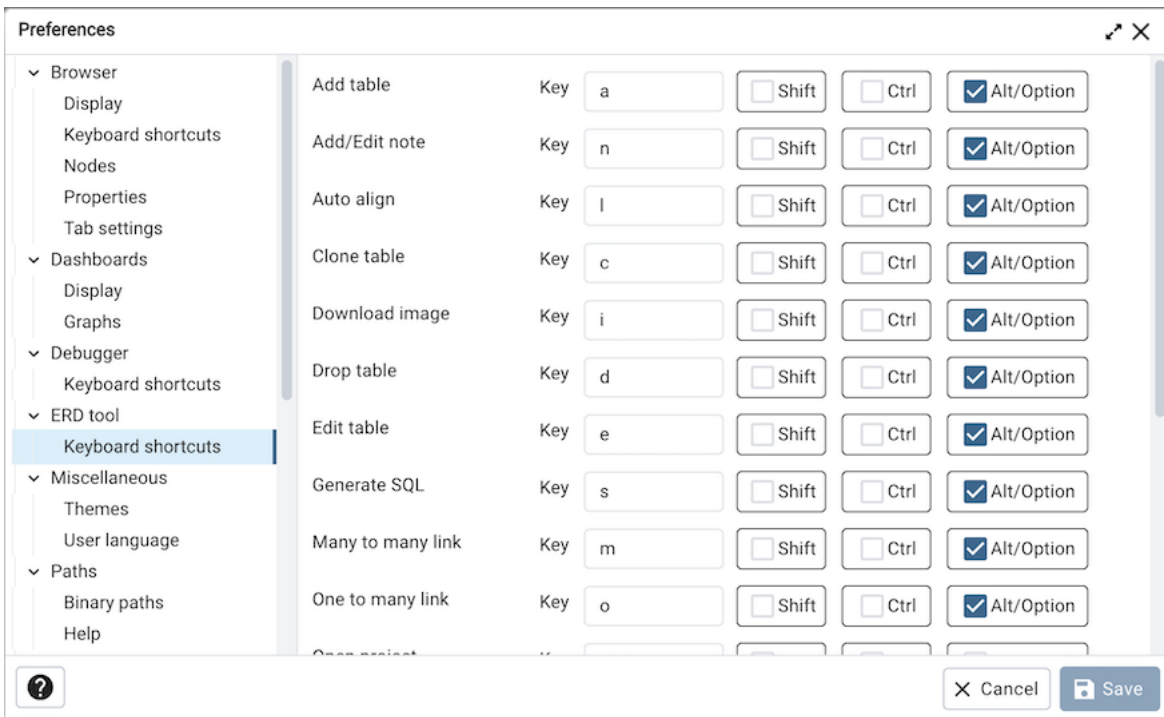 Preferences
Browser
Display
Keyboard shortcuts
Nodes
Properties
Tab settings
Dashboards
Display
Graphs
Debugger
Keyboard shortcuts
ERD tool
Keyboard shortcuts
Miscellaneous
Themes
User language
Paths
Binary paths
Help
Add table Key a Shift Ctrl Alt/Option
Add/Edit note Key n Shift Ctrl Alt/Option
Auto align Key l Shift Ctrl Alt/Option
Clone table Key c Shift Ctrl Alt/Option
Download image Key i Shift Ctrl Alt/Option
Drop table Key d Shift Ctrl Alt/Option
Edit table Key e Shift Ctrl Alt/Option
Generate SQL Key s Shift Ctrl Alt/Option
Many to many link Key m Shift Ctrl Alt/Option
One to many link Key o Shift Ctrl Alt/Option
Open project
? Cancel Save